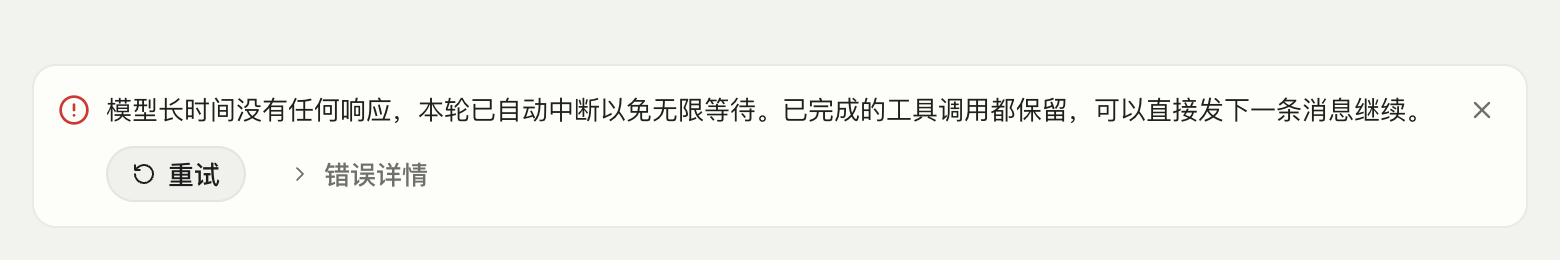 模型长时间没有任何响应，本轮已自动中断以免无限等待。已完成的工具调用都保留，可以直接发下一条消息继续。
重试
错误详情